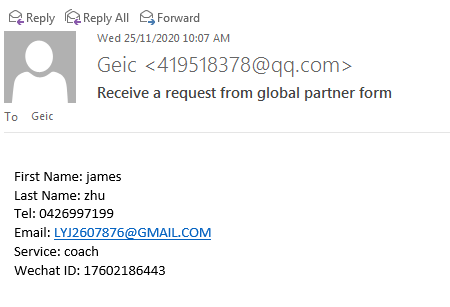 Reply Reply All Forward
Wed 25/11/2020 10:07 AM
Geic <419518378@qq.com>
Receive a request from global partner form
To Geic
First Name: james
Last Name: zhu
Tel: 0426997199
Email: LYJ2607876@GMAIL.COM
Service: coach
Wechat ID: 17602186443